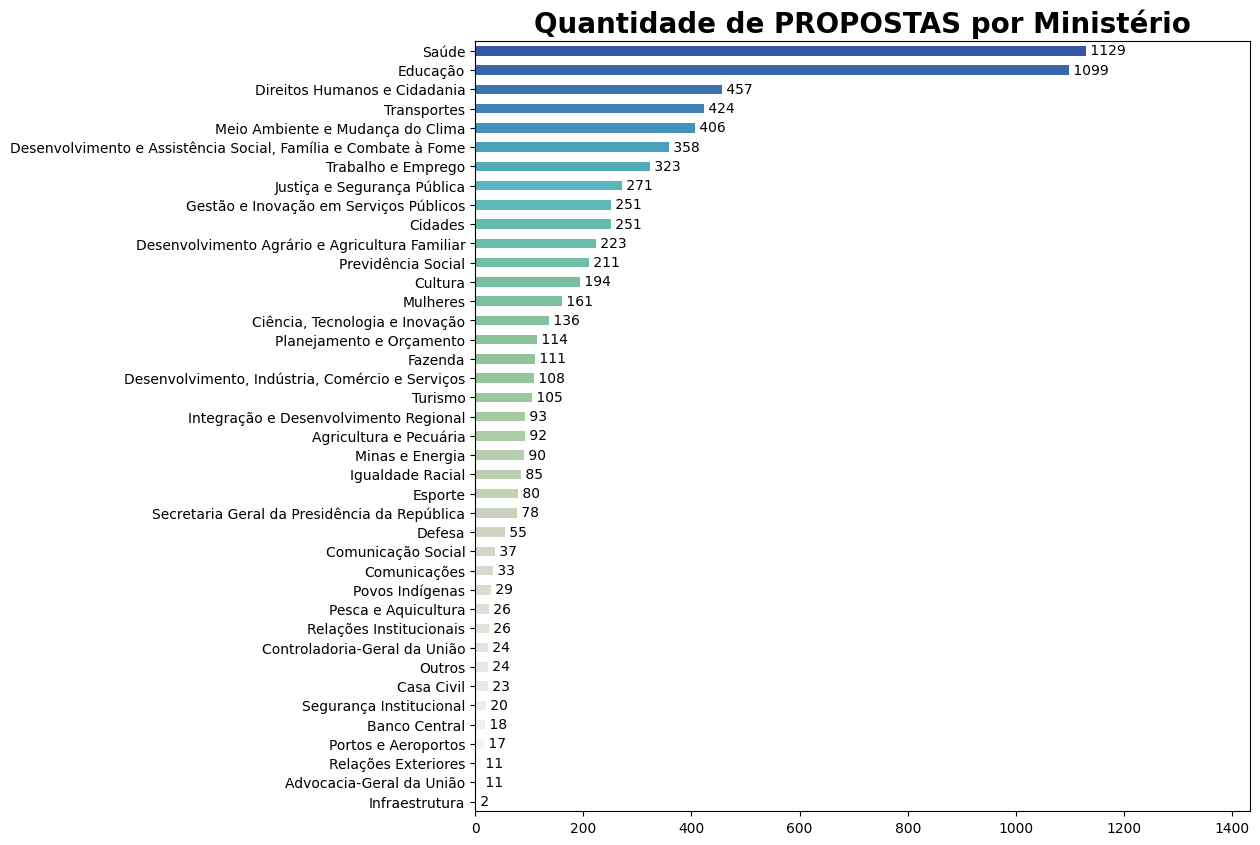 Quantidade de PROPOSTAS por Ministério
Saúde 1129
Educação 1099
Direitos Humanos e Cidadania 457
Transportes 424
Meio Ambiente e Mudança do Clima 406
Desenvolvimento e Assistência Social, Família e Combate à Fome 358
Trabalho e Emprego 323
Justiça e Segurança Pública 271
Gestão e Inovação em Serviços Públicos 251
Cidades 251
Desenvolvimento Agrário e Agricultura Familiar 223
Previdência Social 211
Cultura 194
Mulheres 161
Ciência, Tecnologia e Inovação 136
Planejamento e Orçamento 114
Fazenda 111
Desenvolvimento, Indústria, Comércio e Serviços 108
Turismo 105
Integração e Desenvolvimento Regional 93
Agricultura e Pecuária 92
Minas e Energia 90
Igualdade Racial 85
Esporte 80
Secretaria Geral da Presidência da República 78
Defesa 55
Comunicação Social 37
Comunicações 33
Povos Indígenas 29
Pesca e Aquicultura 26
Relações Institucionais 26
Controladoria-Geral da União 24
Outros 24
Casa Civil 23
Segurança Institucional 20
Banco Central 18
Portos e Aeroportos 17
Relações Exteriores 11
Advocacia-Geral da União 11
Infraestrutura 2
0 200 400 600 800 1000 1200 1400